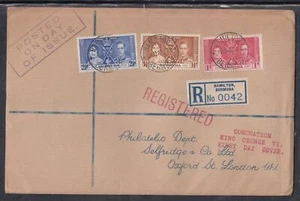 POSTED
ON DAY
OF ISSUE
HAMILTON,
BERMUDA
R
No 0042
REGISTERED
Philatelic Dept.
Selfridge & Co Ltd
Oxford St. London W1.
CORONATION
KING GEORGE VI.
FIRST DAY COVER.